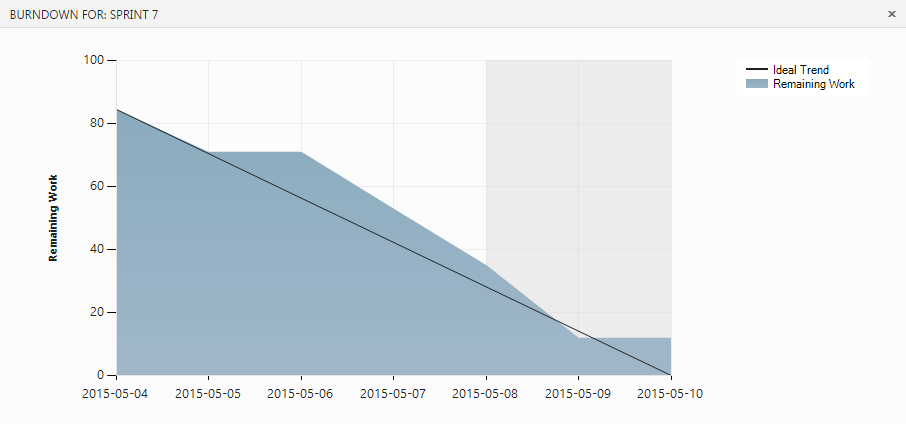 BURNDOWN FOR: SPRINT 7
×
Ideal Trend
Remaining Work
Remaining Work
100
80
60
40
20
0
2015-05-04 2015-05-05 2015-05-06 2015-05-07 2015-05-08 2015-05-09 2015-05-10